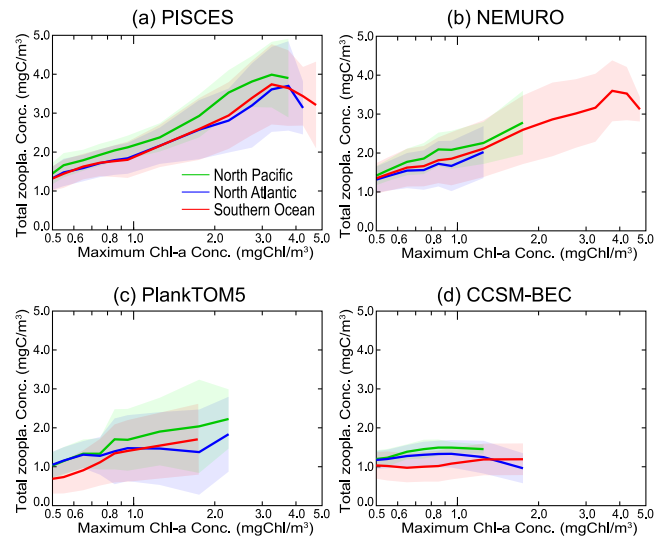 (a) PISCES
(b) NEMURO
Total zoopla. Conc. (mgC/m³)
5.0
4.0
3.0
2.0
1.0
0.0
North Pacific
North Atlantic
Southern Ocean
0.5 0.6 0.8 1.0 2.0 3.0 4.0 5.0
Maximum Chl-a Conc. (mgChl/m³)
Total zoopla. Conc. (mgC/m³)
5.0
4.0
3.0
2.0
1.0
0.0
0.5 0.6 0.8 1.0 2.0 3.0 4.0 5.0
Maximum Chl-a Conc. (mgChl/m³)
(c) PlankTOM5
(d) CCSM-BEC
Total zoopla. Conc. (mgC/m³)
5.0
4.0
3.0
2.0
1.0
0.0
0.5 0.6 0.8 1.0 2.0 3.0 4.0 5.0
Maximum Chl-a Conc. (mgChl/m³)
Total zoopla. Conc. (mgC/m³)
5.0
4.0
3.0
2.0
1.0
0.0
0.5 0.6 0.8 1.0 2.0 3.0 4.0 5.0
Maximum Chl-a Conc. (mgChl/m³)